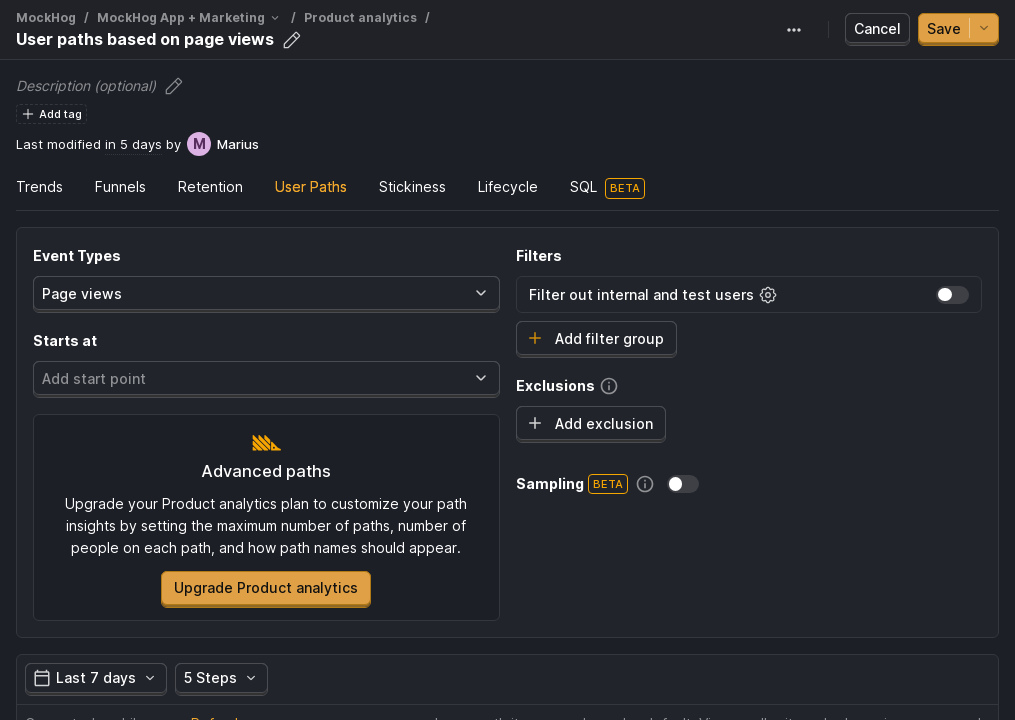 MockHog / MockHog App + Marketing / Product analytics /
User paths based on page views
Cancel
Save
Description (optional)
Add tag
Last modified in 5 days by M Marius
Trends Funnels Retention User Paths Stickiness Lifecycle SQL BETA
Event Types
Page views
Starts at
Add start point
Advanced paths
Upgrade your Product analytics plan to customize your path
insights by setting the maximum number of paths, number of
people on each path, and how path names should appear.
Upgrade Product analytics
Filters
Filter out internal and test users
Add filter group
Exclusions
Add exclusion
Sampling BETA
Last 7 days
5 Steps